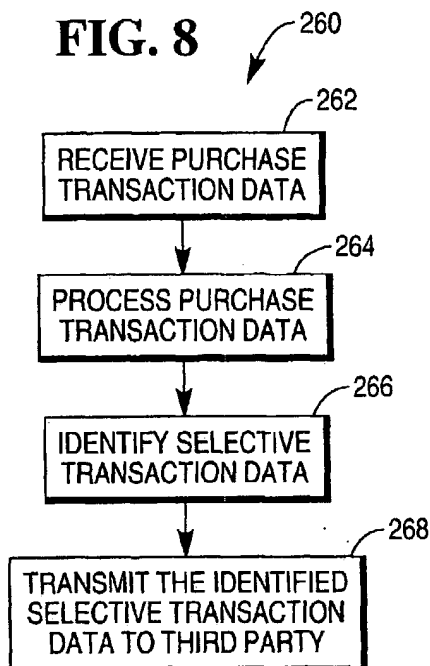 FIG. 8
260
262
RECEIVE PURCHASE
TRANSACTION DATA
264
PROCESS PURCHASE
TRANSACTION DATA
266
IDENTIFY SELECTIVE
TRANSACTION DATA
268
TRANSMIT THE IDENTIFIED
SELECTIVE TRANSACTION
DATA TO THIRD PARTY